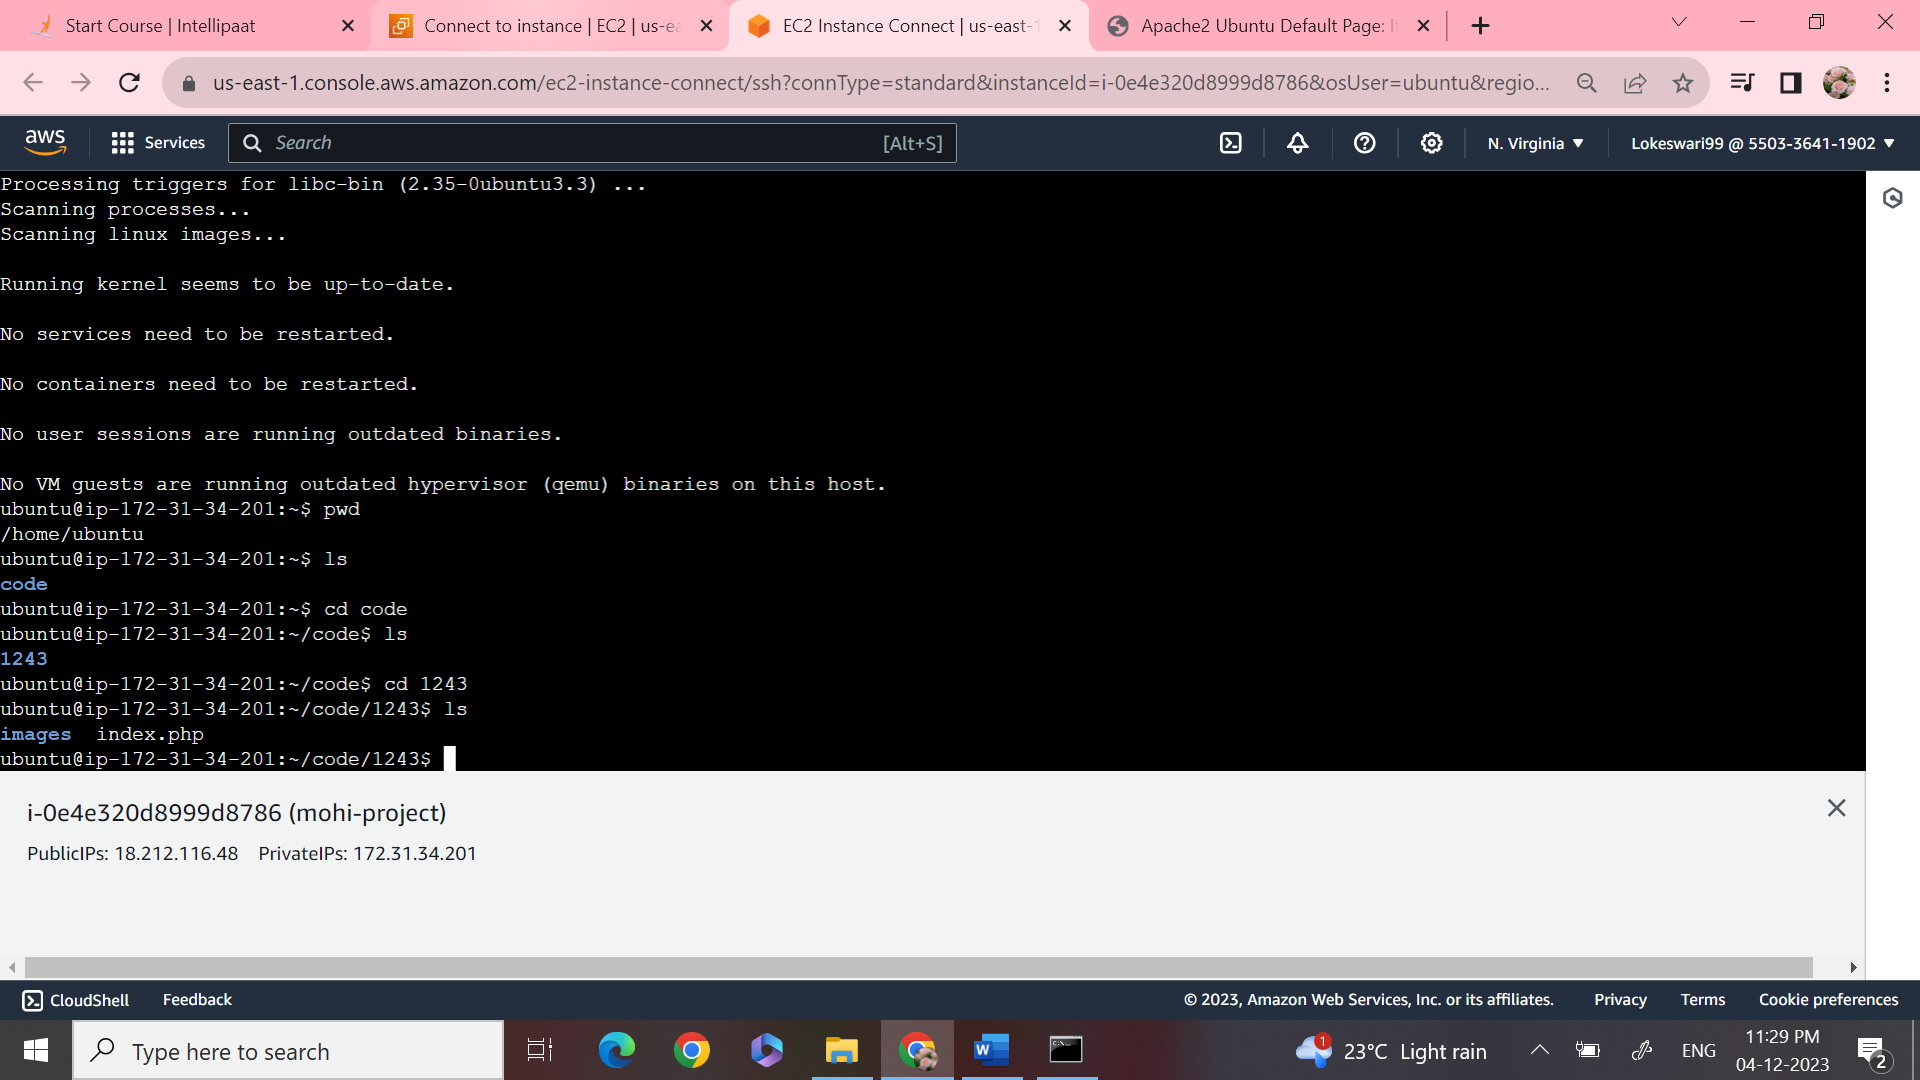 Start Course | Intellipaat
Connect to instance | EC2 | us-ea
EC2 Instance Connect | us-east-1
Apache2 Ubuntu Default Page: It
us-east-1.console.aws.amazon.com/ec2-instance-connect/ssh?connType=standard&instanceId=i-0e4e320d8999d8786&osUser=ubuntu&regio...
aws
Services
Search
[Alt+S]
N. Virginia
Lokeswari99 @ 5503-3641-1902
Processing triggers for libc-bin (2.35-0ubuntu3.3) ...
Scanning processes...
Scanning linux images...
Running kernel seems to be up-to-date.
No services need to be restarted.
No containers need to be restarted.
No user sessions are running outdated binaries.
No VM guests are running outdated hypervisor (qemu) binaries on this host.
ubuntu@ip-172-31-34-201:~$ pwd
/home/ubuntu
ubuntu@ip-172-31-34-201:~$ ls
code
ubuntu@ip-172-31-34-201:~$ cd code
ubuntu@ip-172-31-34-201:~/code$ ls
1243
ubuntu@ip-172-31-34-201:~/code$ cd 1243
ubuntu@ip-172-31-34-201:~/code/1243$ ls
images  index.php
ubuntu@ip-172-31-34-201:~/code/1243$
i-0e4e320d8999d8786 (mohi-project)
PublicIPs: 18.212.116.48    PrivateIPs: 172.31.34.201
CloudShell
Feedback
© 2023, Amazon Web Services, Inc. or its affiliates.
Privacy
Terms
Cookie preferences
Type here to search
W
1
23°C Light rain
ENG
11:29 PM
04-12-2023
2